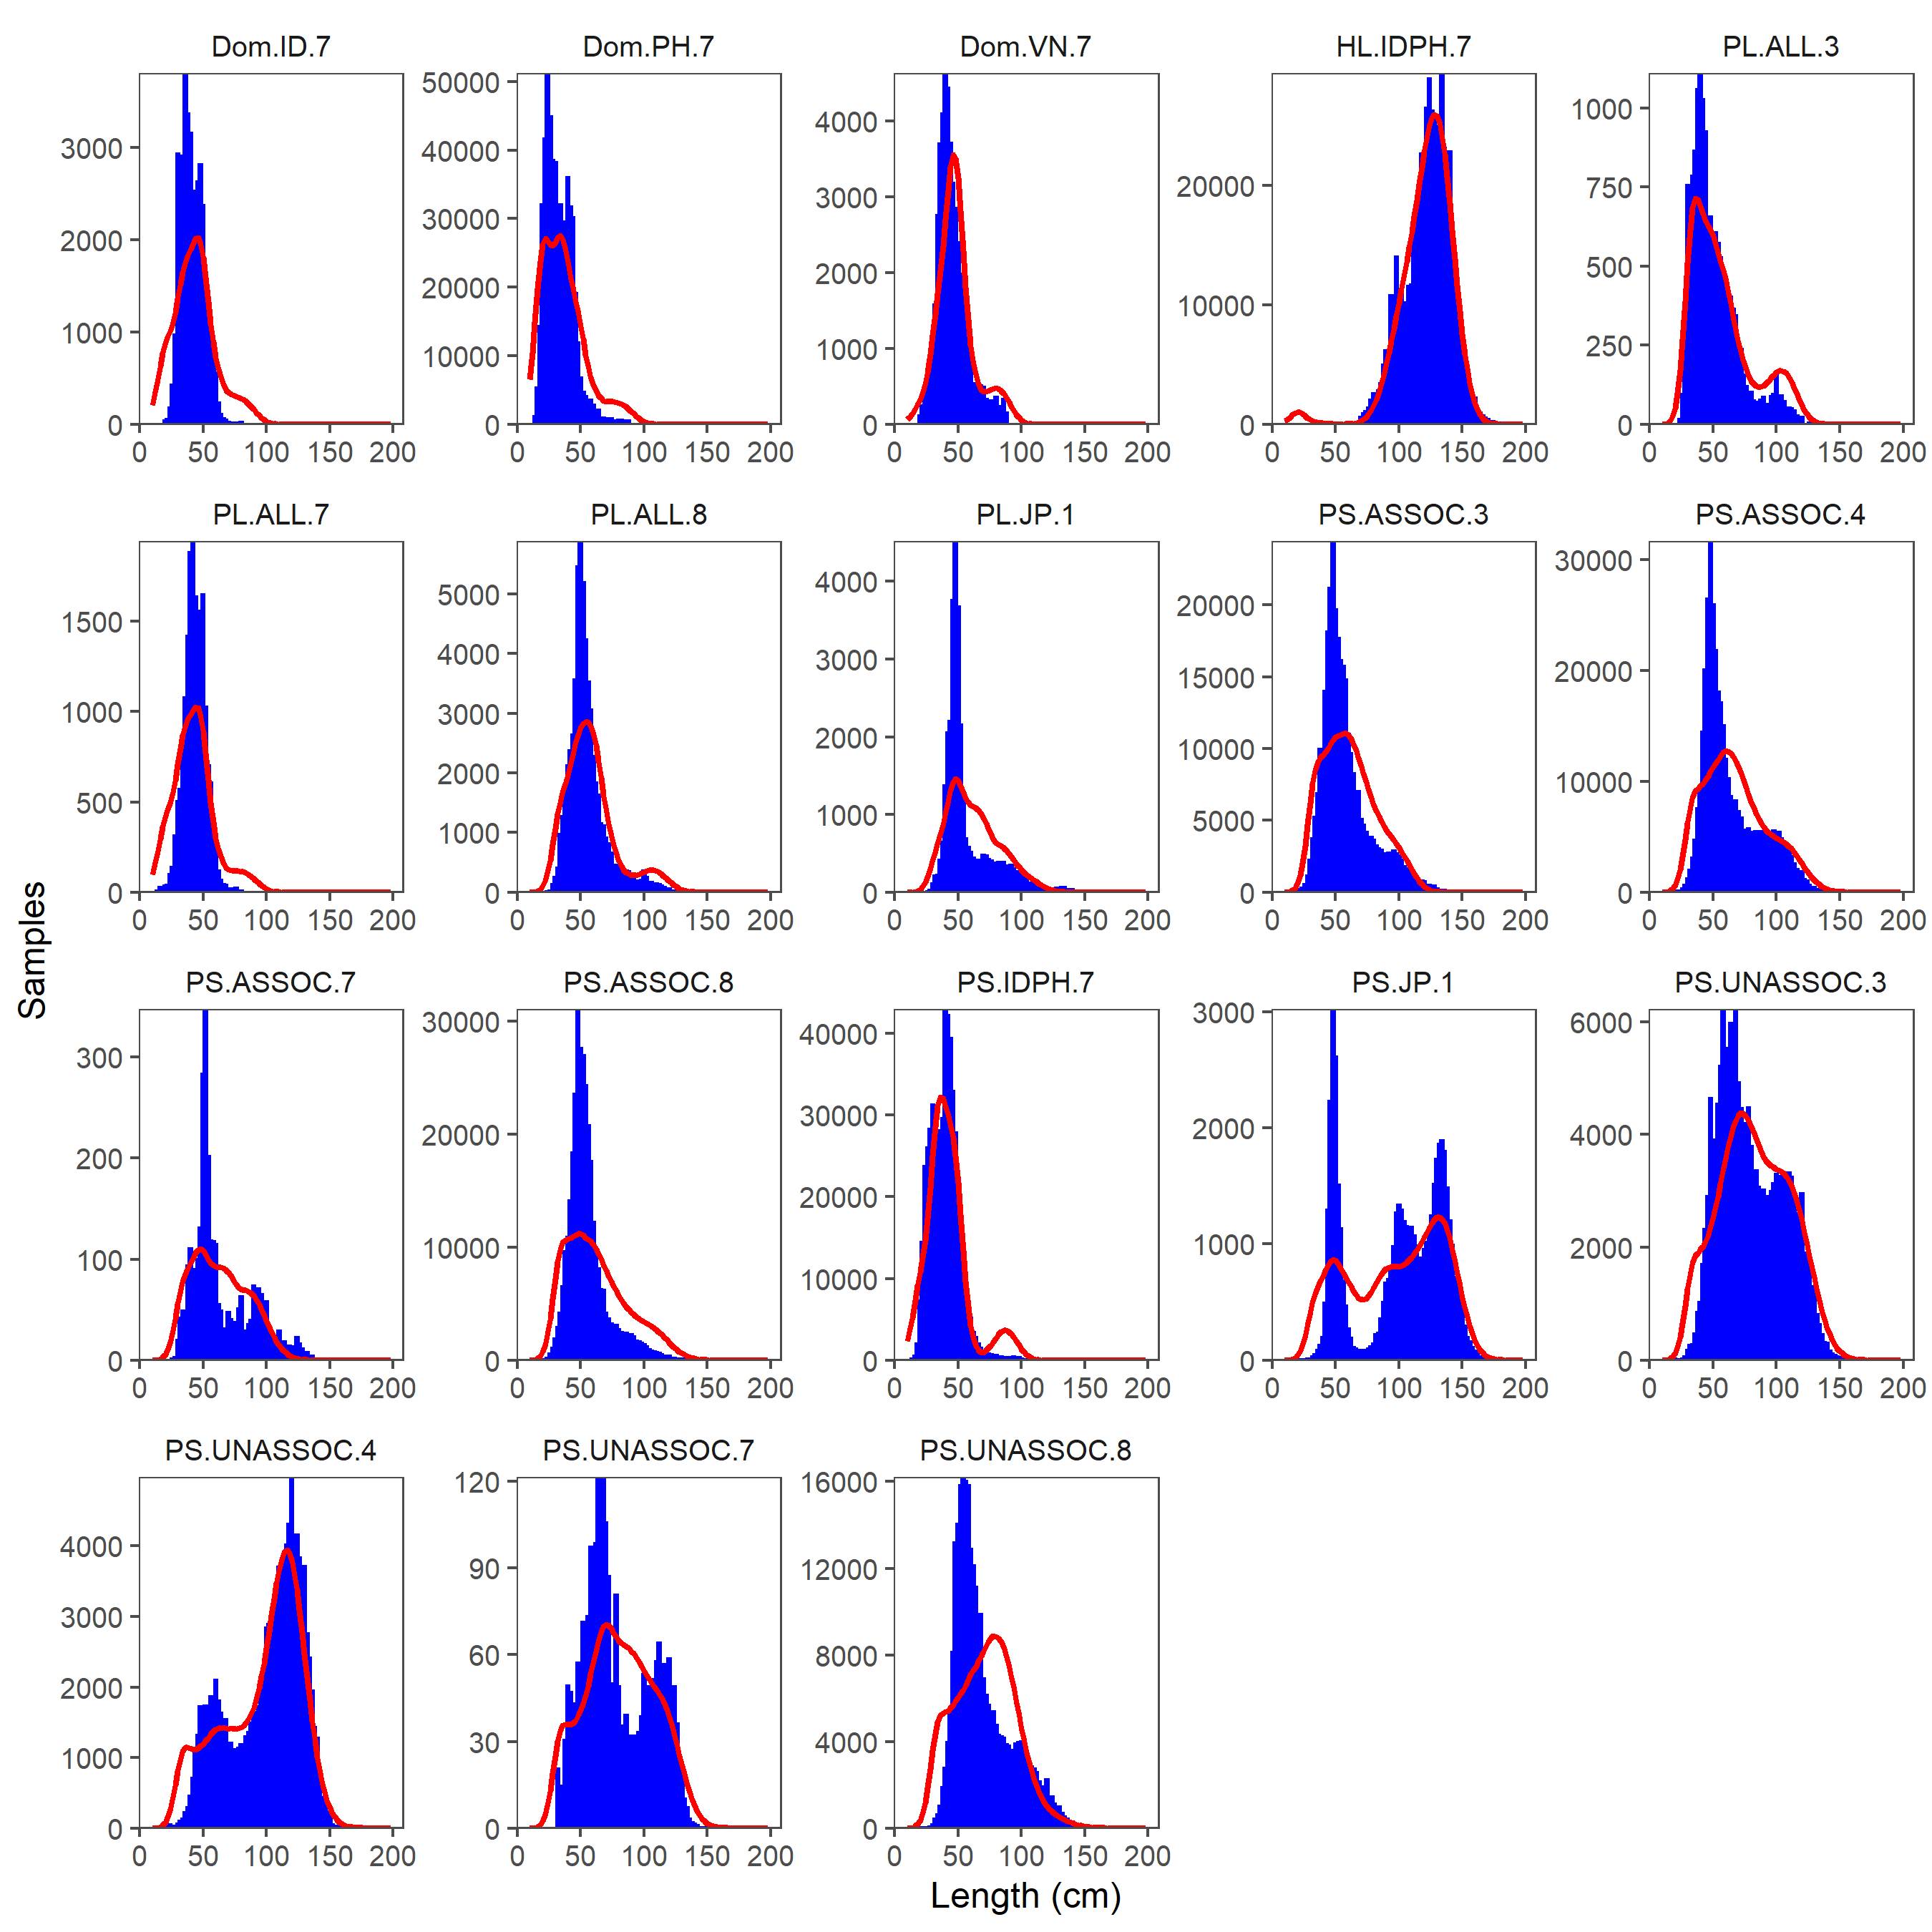 Dom.ID.7 Dom.PH.7 Dom.VN.7 HL.IDPH.7 PL.ALL.3
3000 2000 1000 0
50000 40000 30000 20000 10000 0
4000 3000 2000 1000 0
20000 10000 0
1000 750 500 250 0
0 50 100 150 200 0 50 100 150 200 0 50 100 150 200 0 50 100 150 200 0 50 100 150 200
PL.ALL.7 PL.ALL.8 PL.JP.1 PS.ASSOC.3 PS.ASSOC.4
1500 1000 500 0
5000 4000 3000 2000 1000 0
4000 3000 2000 1000 0
20000 15000 10000 5000 0
30000 20000 10000 0
0 50 100 150 200 0 50 100 150 200 0 50 100 150 200 0 50 100 150 200 0 50 100 150 200
Samples
PS.ASSOC.7 PS.ASSOC.8 PS.IDPH.7 PS.JP.1 PS.UNASSOC.3
300 200 100 0
30000 20000 10000 0
40000 30000 20000 10000 0
3000 2000 1000 0
6000 4000 2000 0
0 50 100 150 200 0 50 100 150 200 0 50 100 150 200 0 50 100 150 200 0 50 100 150 200
PS.UNASSOC.4 PS.UNASSOC.7 PS.UNASSOC.8
4000 3000 2000 1000 0
120 90 60 30 0
16000 12000 8000 4000 0
0 50 100 150 200 0 50 100 150 200 0 50 100 150 200
Length (cm)